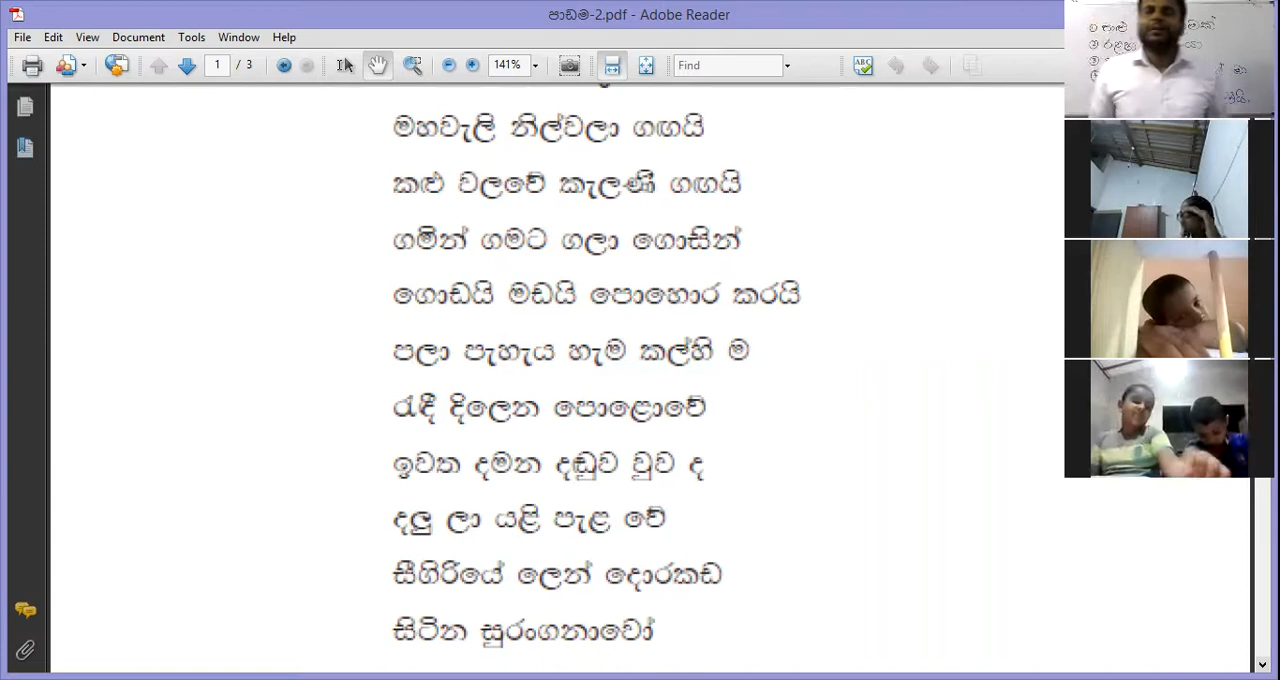 පාඩම-2.pdf - Adobe Reader
File Edit View Document Tools Window Help
1 / 3 141% Find
මහවැලි නිල්වලා ගඟයි
කළු වලවේ කැලණි ගඟයි
ගමින් ගමට ගලා ගොසින්
ගොඩයි මඩයි පොහොර කරයි
පලා පැහැය හැම කල්හි ම
රැඳී දිලෙන පොළොවේ
ඉවත දමන දඬුව වුව ද
දලු ලා යළි පැළ වේ
සීගිරියේ ලෙන් දොරකඩ
සිටින සුරංගනාවෝ